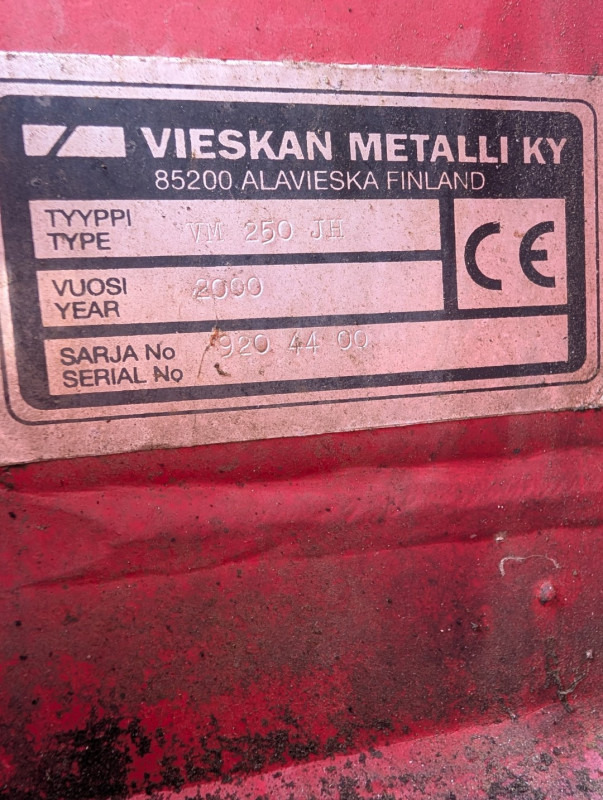 VIESKAN METALLI KY
85200 ALAVIESKA FINLAND
TYYPPI
TYPE
VM 250 JH
CE
VUOSI
YEAR
2000
SARJA No
SERIAL No
920 44 00